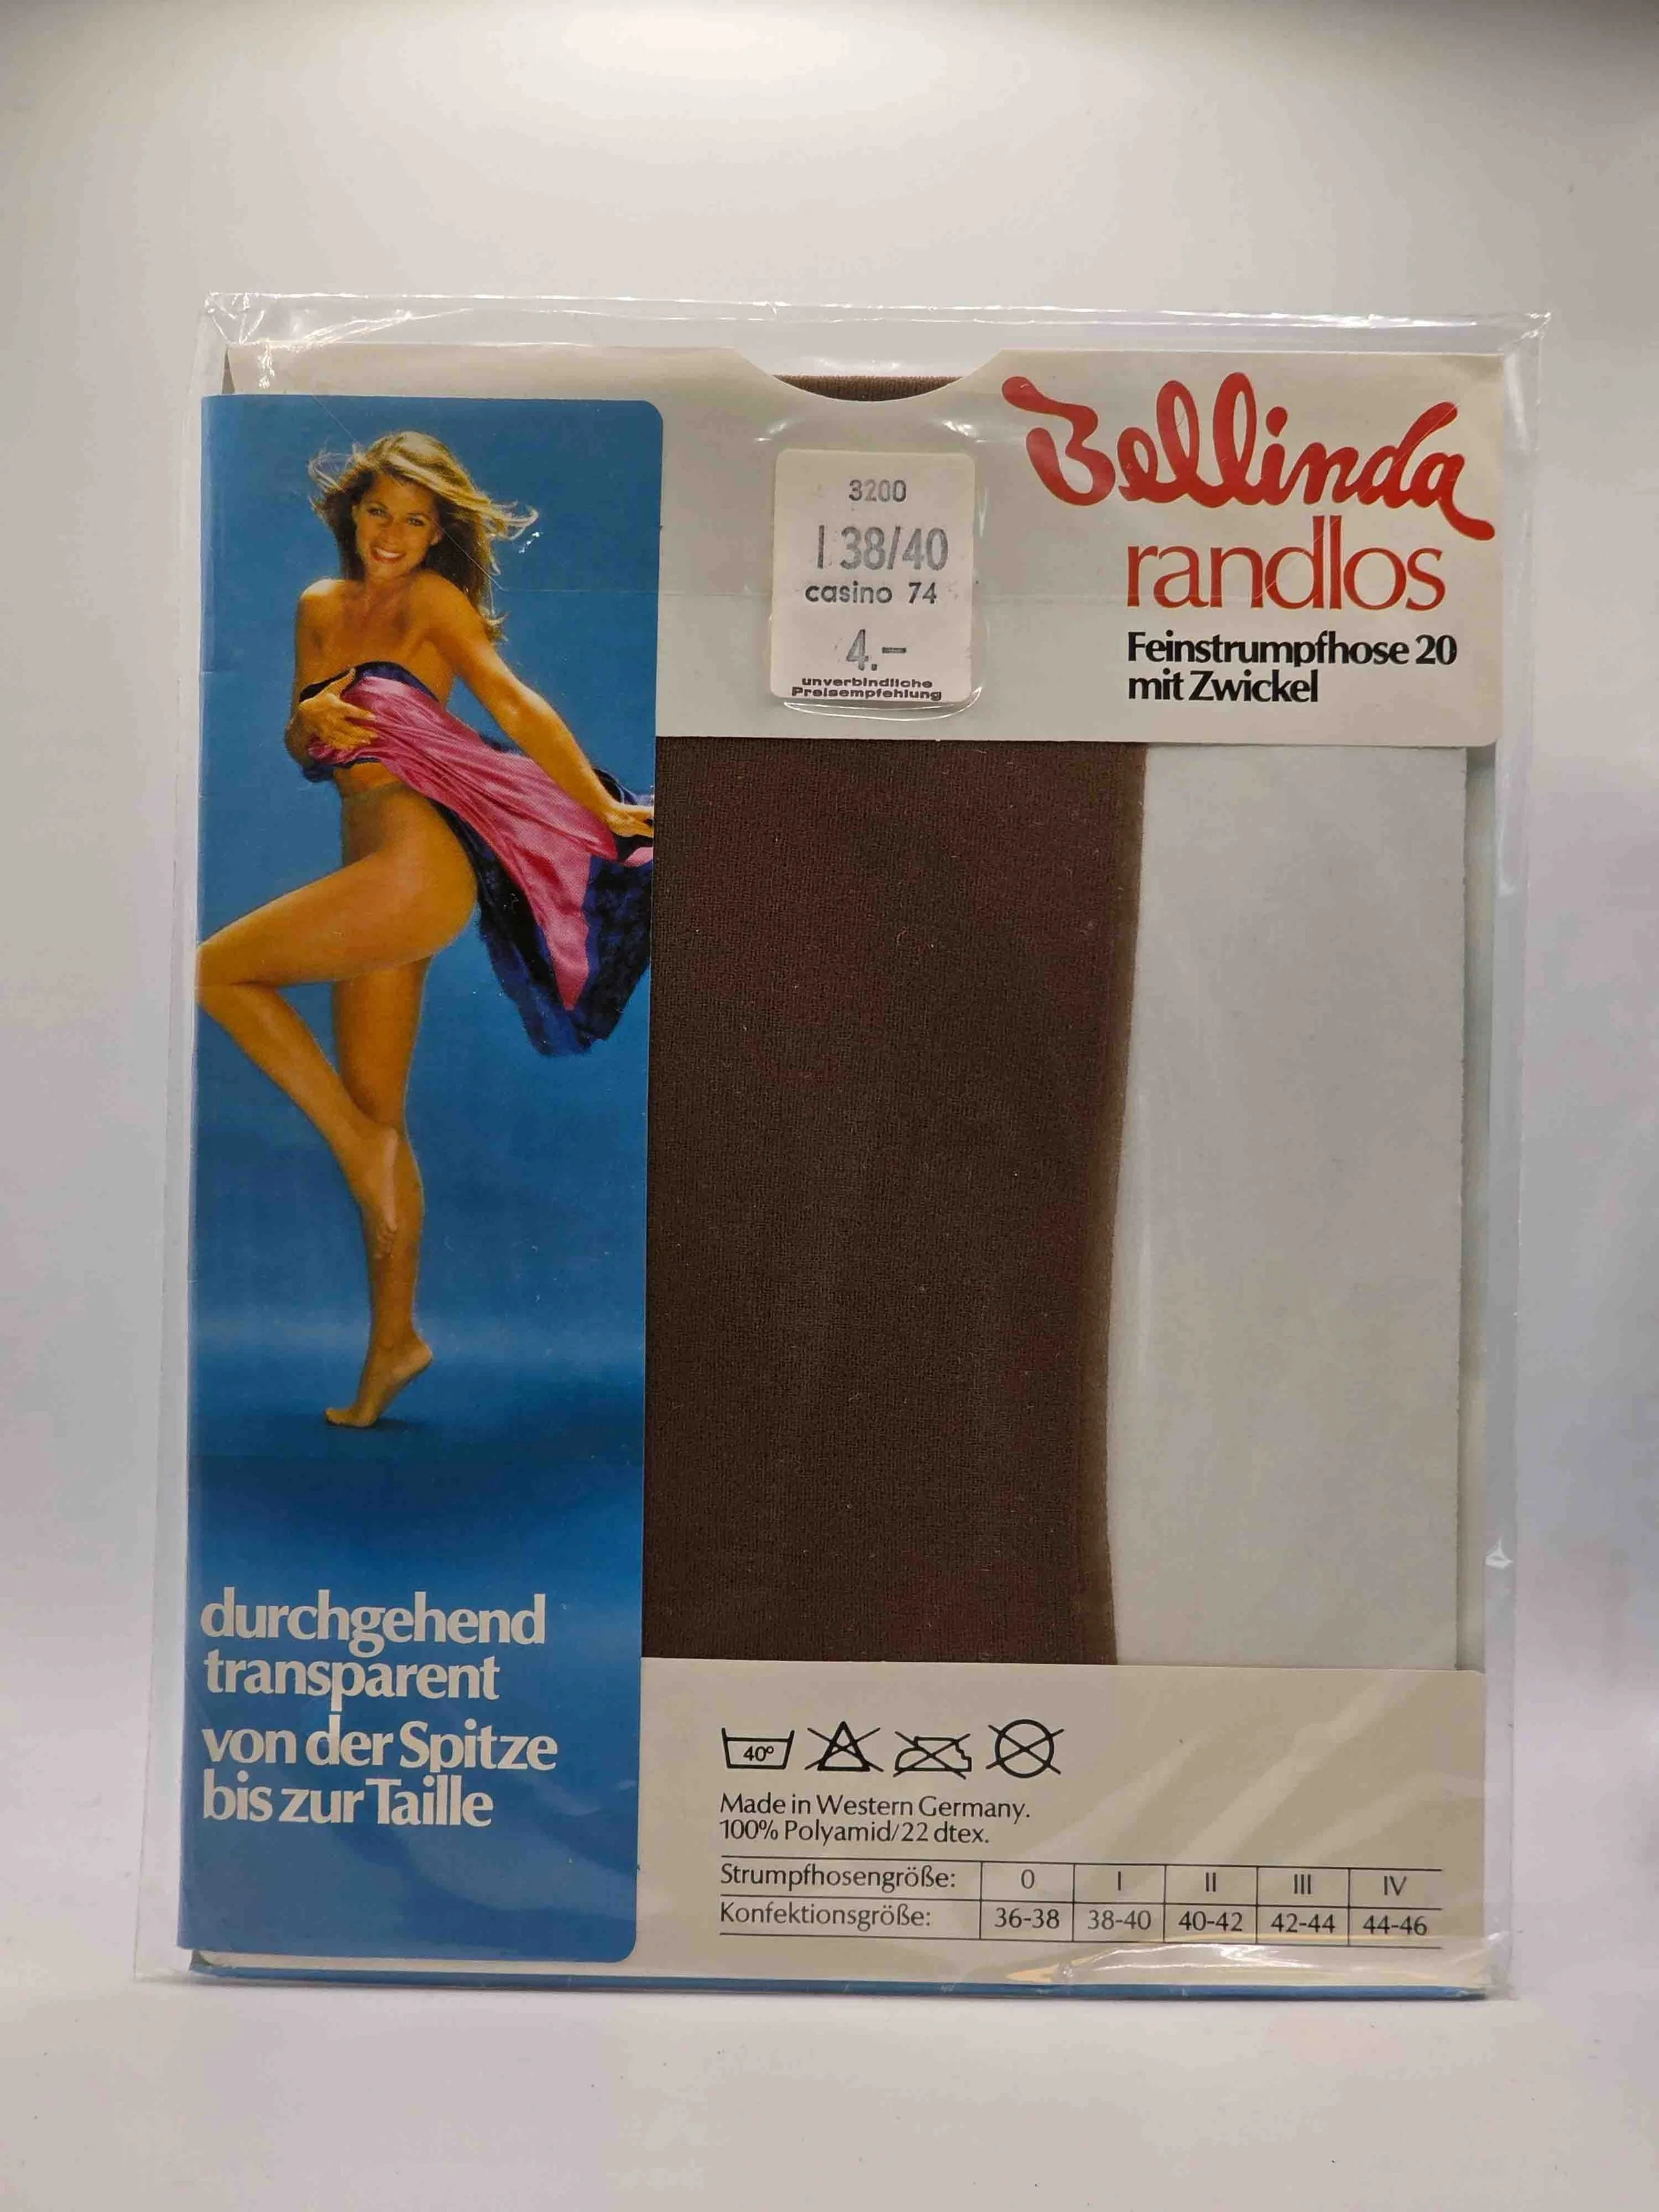 Bellinda
randlos
Feinstrumpfhose 20
mit Zwickel
3200
I 38/40
casino 74
4.-
unverbindliche
Preisempfehlung
durchgehend
transparent
von der Spitze
bis zur Taille
40°
Made in Western Germany.
100% Polyamid/22 dtex.
Strumpfhosengröße: 0 I II III IV
Konfektionsgröße: 36-38 38-40 40-42 42-44 44-46